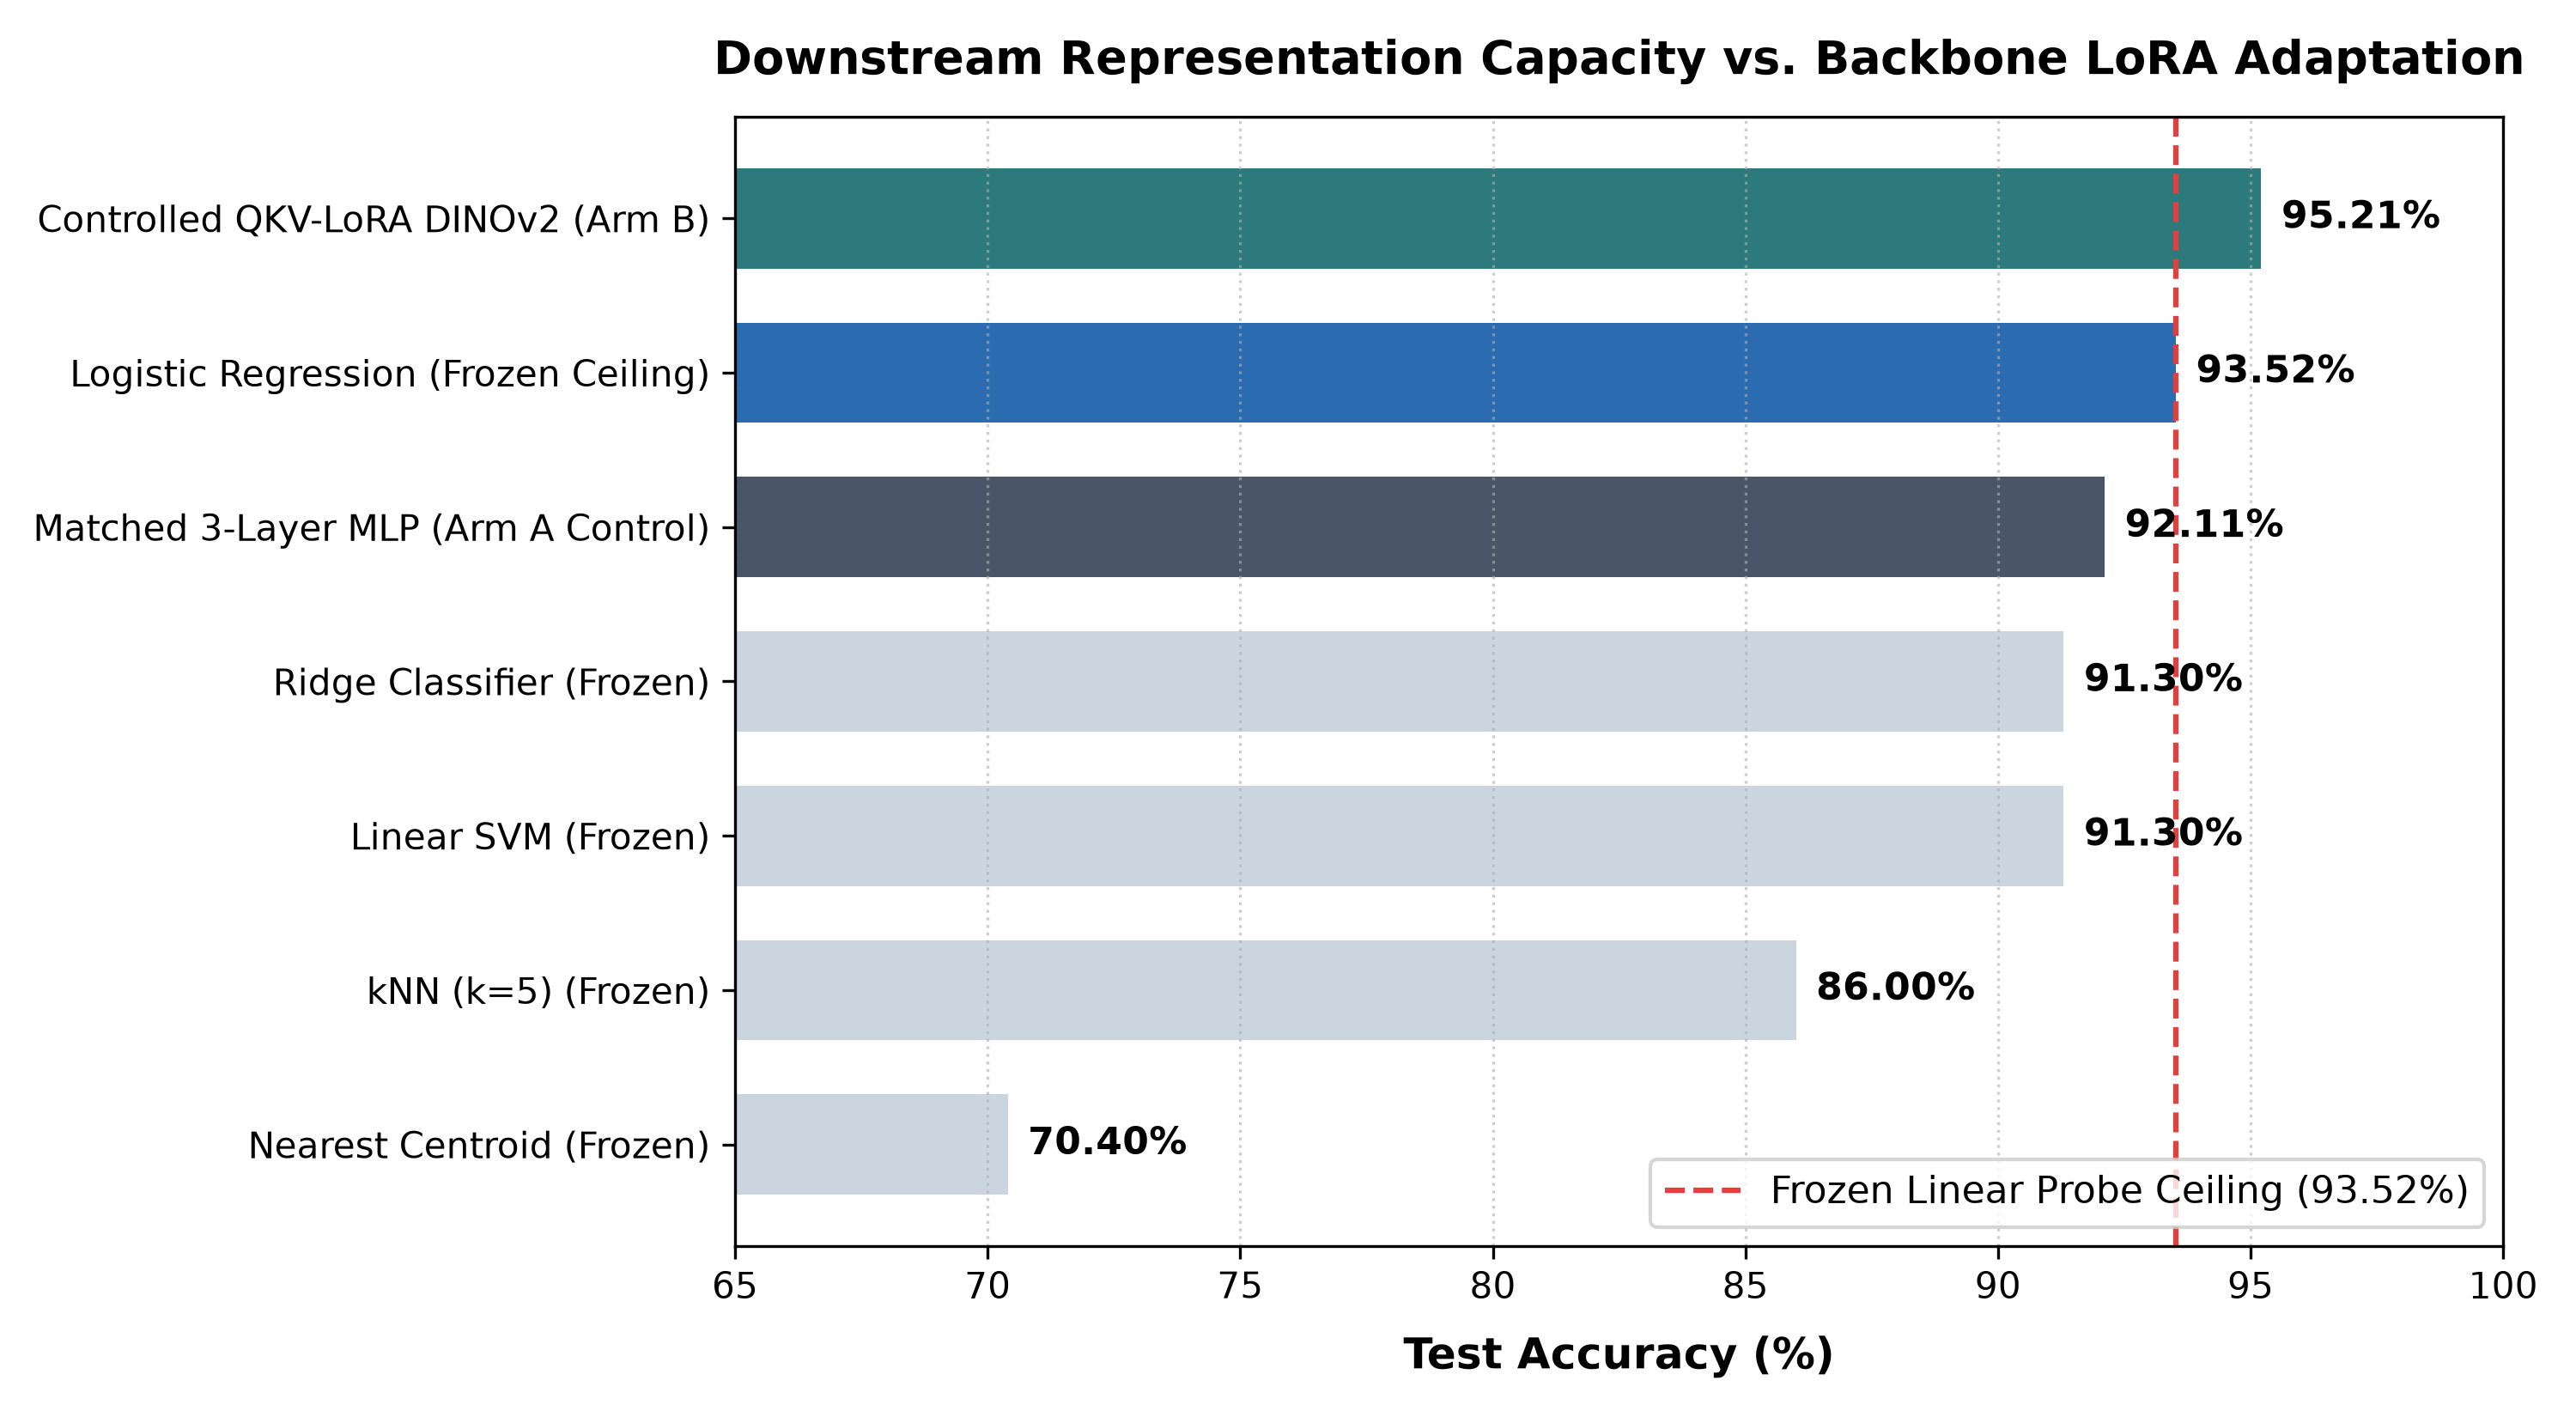 Downstream Representation Capacity vs. Backbone LoRA Adaptation
Controlled QKV-LoRA DINOv2 (Arm B)
95.21%
Logistic Regression (Frozen Ceiling)
93.52%
Matched 3-Layer MLP (Arm A Control)
92.11%
Ridge Classifier (Frozen)
91.30%
Linear SVM (Frozen)
91.30%
kNN (k=5) (Frozen)
86.00%
Nearest Centroid (Frozen)
70.40%
Frozen Linear Probe Ceiling (93.52%)
65 70 75 80 85 90 95 100
Test Accuracy (%)